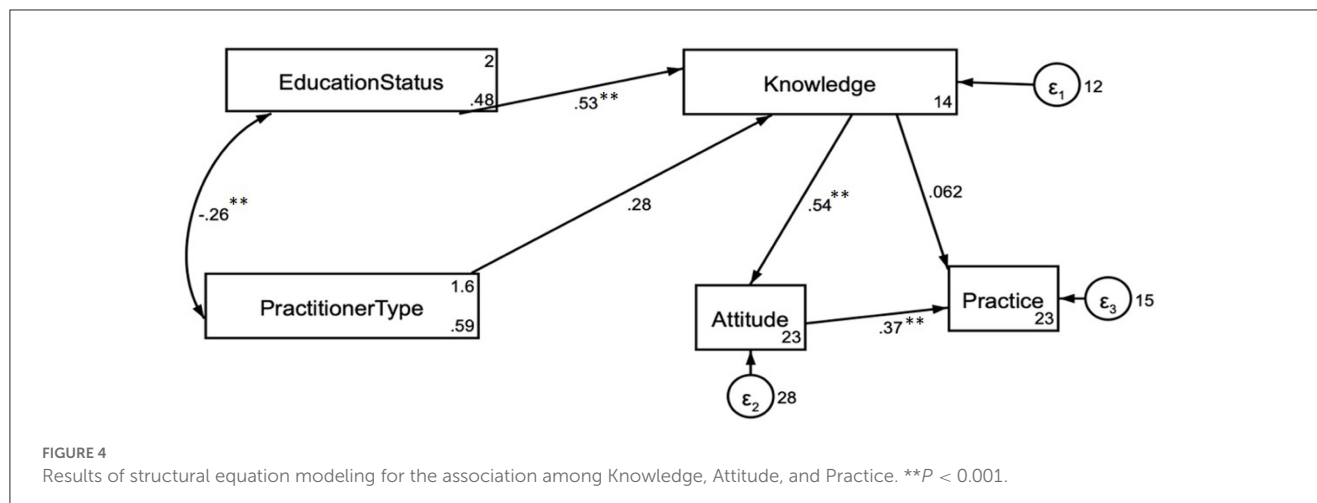 2
EducationStatus
.48
.53**
Knowledge
14
ε1
12
-.26**
.28
.54**
.062
1.6
PractitionerType
.59
Attitude
23
.37**
Practice
23
ε3
15
ε2
28
FIGURE 4
Results of structural equation modeling for the association among Knowledge, Attitude, and Practice. **P < 0.001.